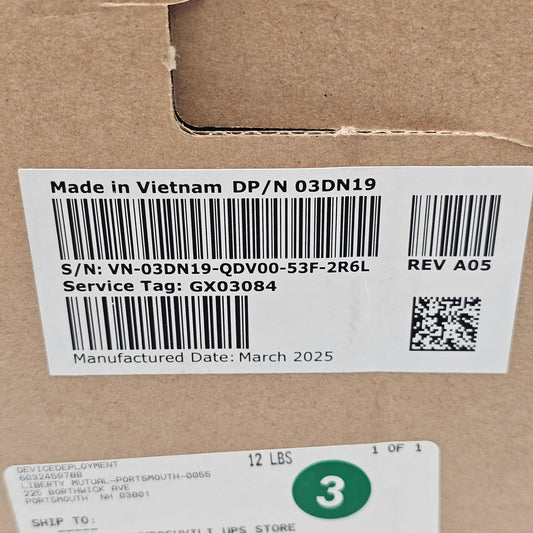 Made in Vietnam DP/N 03DN19
S/N: VN-03DN19-QDV00-53F-2R6L
REV A05
Service Tag: GX03084
Manufactured Date: March 2025
DEVICEDEPLOYMENT
6032459788
LIBERTY MUTUAL-PORTSMOUTH-0066
225 BORTHWICK AVE
PORTSMOUTH NH 03801
12 LBS
1 OF 1
3
SHIP TO:
UPS STORE